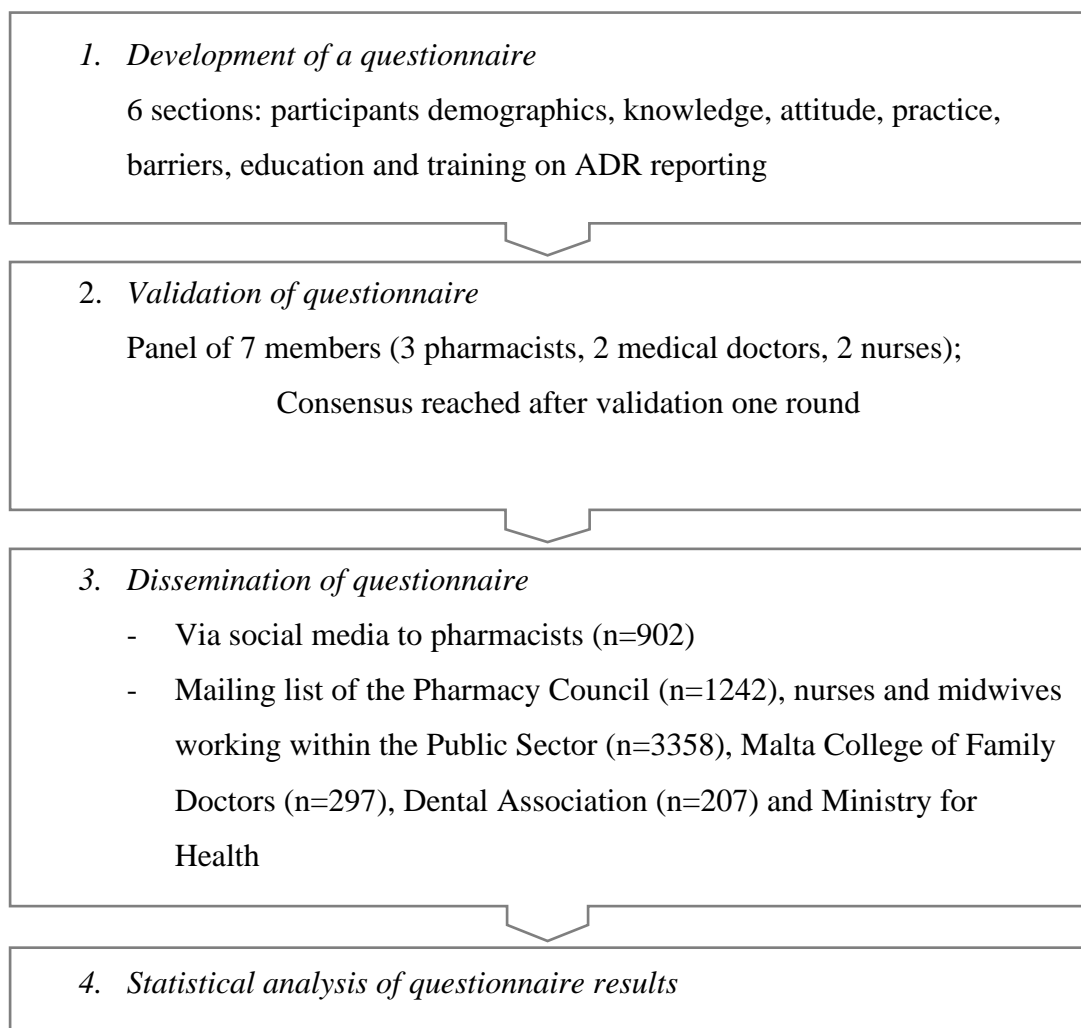 1. Development of a questionnaire
6 sections: participants demographics, knowledge, attitude, practice,
barriers, education and training on ADR reporting
2. Validation of questionnaire
Panel of 7 members (3 pharmacists, 2 medical doctors, 2 nurses);
Consensus reached after validation one round
3. Dissemination of questionnaire
- Via social media to pharmacists (n=902)
- Mailing list of the Pharmacy Council (n=1242), nurses and midwives
working within the Public Sector (n=3358), Malta College of Family
Doctors (n=297), Dental Association (n=207) and Ministry for
Health
4. Statistical analysis of questionnaire results